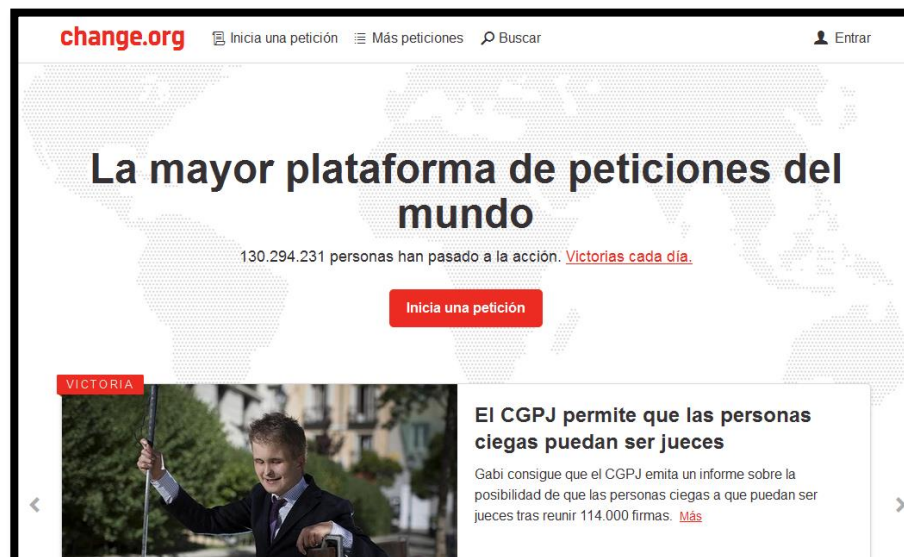 change.org Inicia una petición Más peticiones Buscar Entrar
La mayor plataforma de peticiones del
mundo
130.294.231 personas han pasado a la acción. Victorias cada día.
Inicia una petición
VICTORIA
El CGPJ permite que las personas
ciegas puedan ser jueces
Gabi consigue que el CGPJ emita un informe sobre la
posibilidad de que las personas ciegas a que puedan ser
jueces tras reunir 114.000 firmas. Más